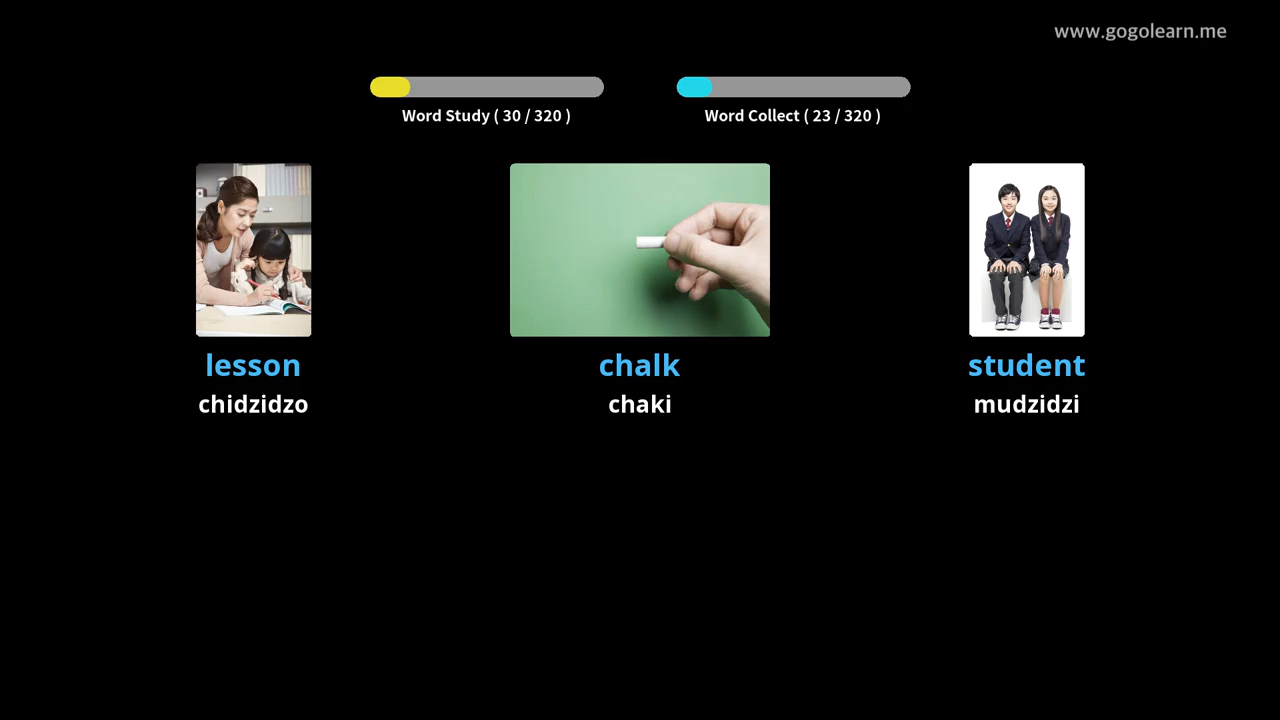 www.gogolearn.me
Word Study ( 30 / 320 )
Word Collect ( 23 / 320 )
lesson
chidzidzo
chalk
chaki
student
mudzidzi